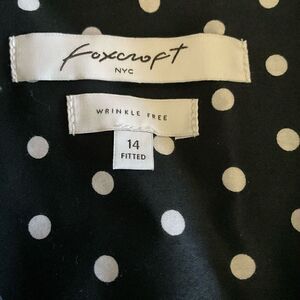 foxcroft
NYC
WRINKLE FREE
14
FITTED